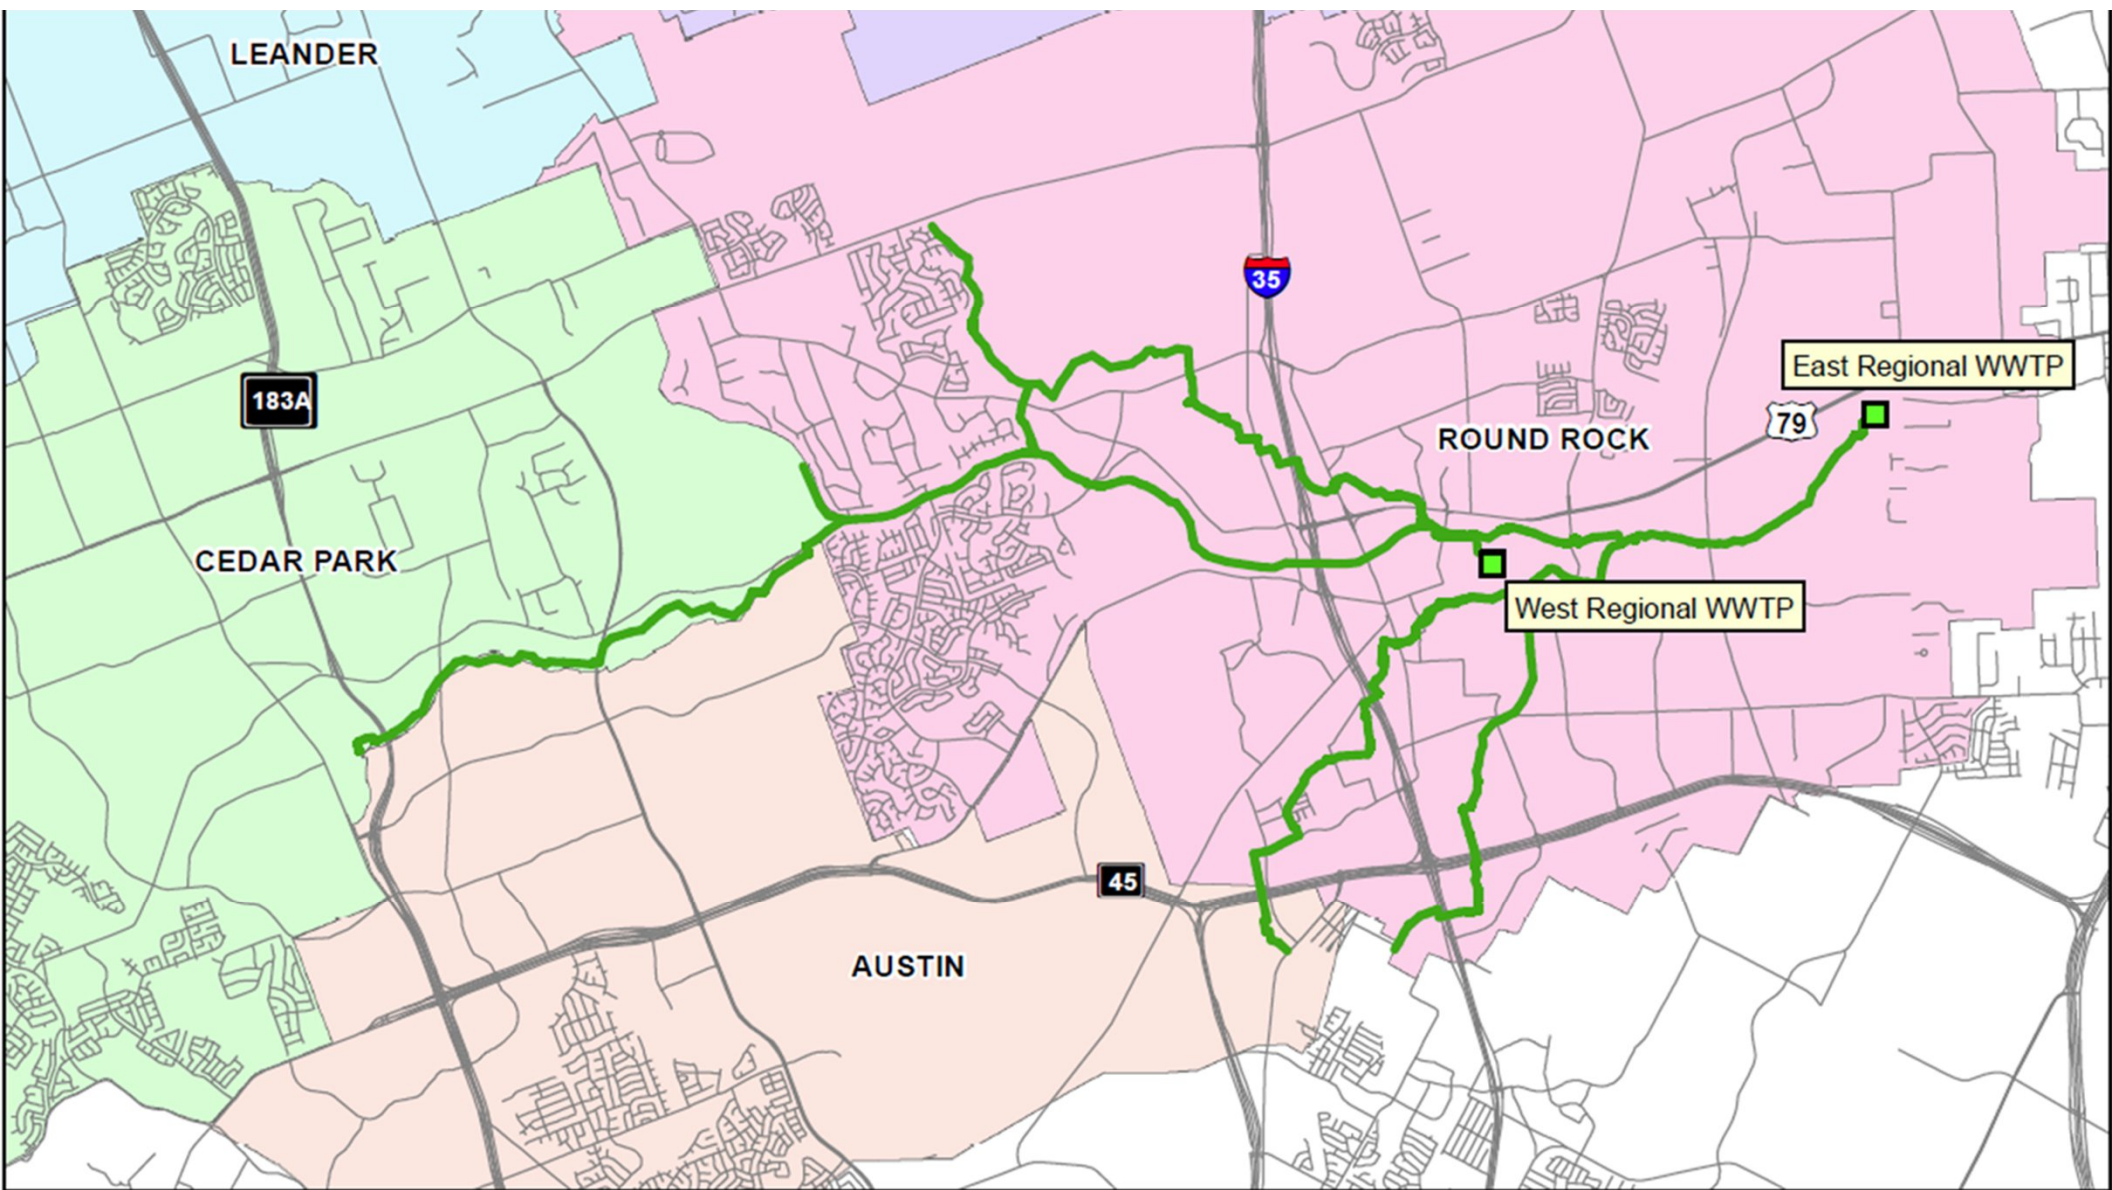 LEANDER
35
East Regional WWTP
183A
79
ROUND ROCK
CEDAR PARK
West Regional WWTP
45
AUSTIN